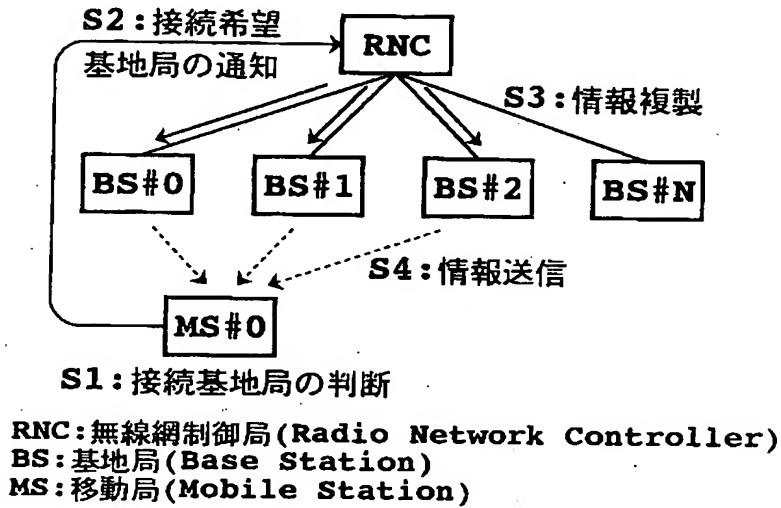 S2:接続希望
基地局の通知
RNC
S3:情報複製
BS#0
BS#1
BS#2
BS#N
S4:情報送信
MS#0
S1:接続基地局の判断
RNC:無線網制御局(Radio Network Controller)
BS:基地局(Base Station)
MS:移動局(Mobile Station)